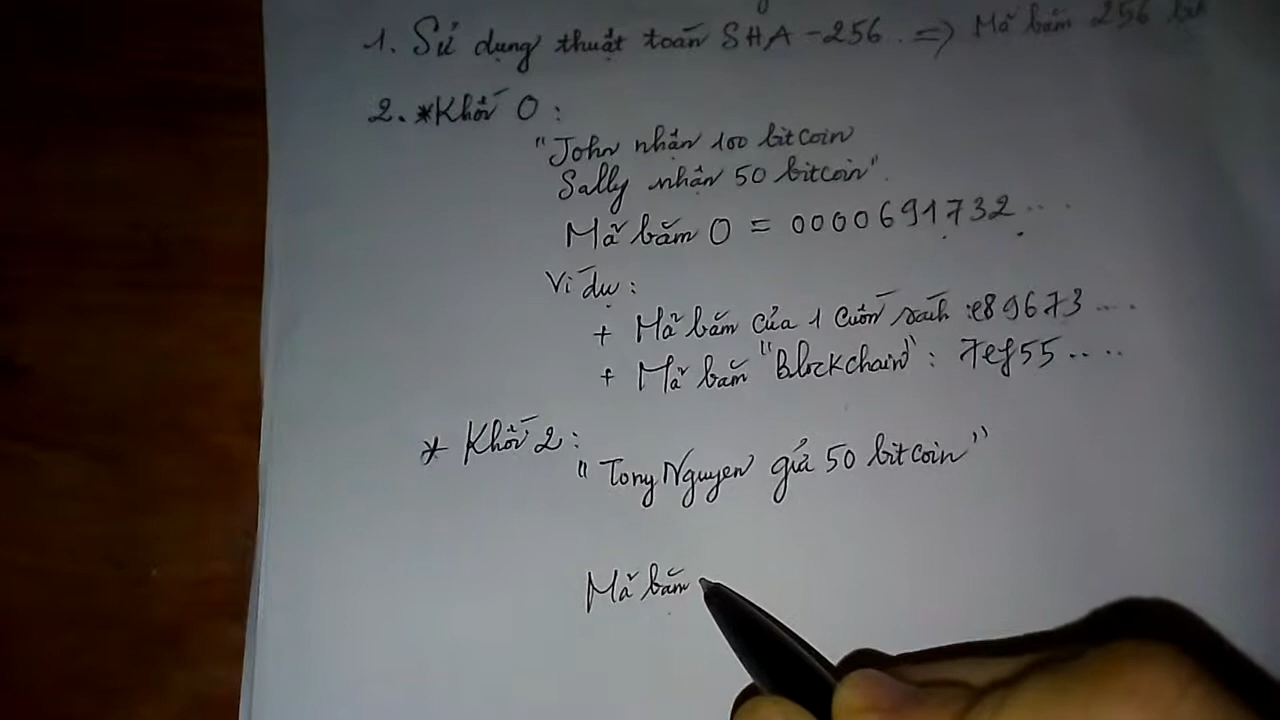 1. Sử dụng thuật toán SHA-256. => Mã băm 256 bit
2. *Khối 0:
"John nhận 100 bitcoin
Sally nhận 50 bitcoin".
Mã băm 0 = 0000691732....
Ví dụ:
+ Mã băm của 1 cuốn sách: e89673....
+ Mã băm "Blockchain": 7ef55....
* Khối 2:
"Tony Nguyen gửi 50 bitcoin"
Mã băm